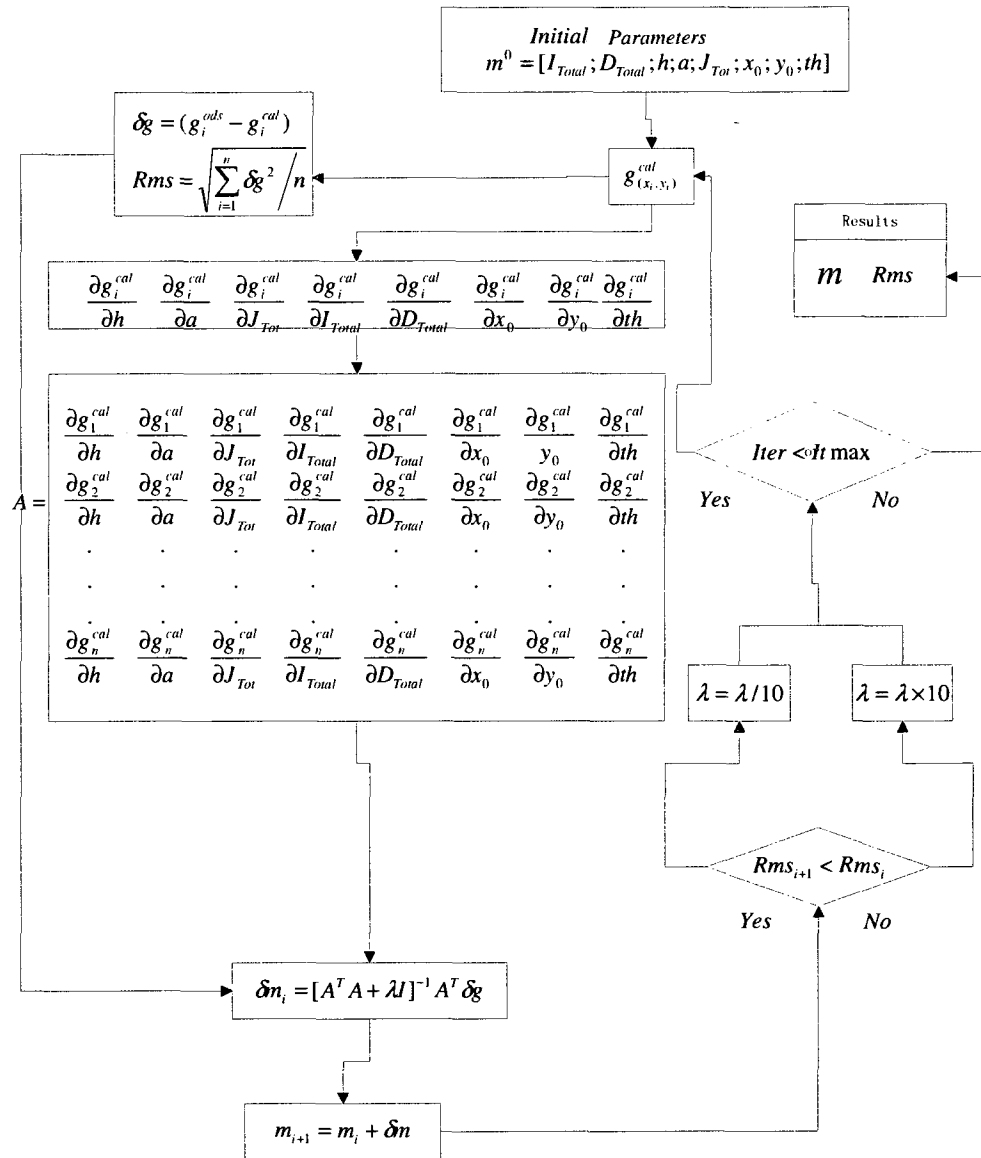 Initial Parameters
m⁰ = [I_Total; D_Total; h; a; J_Tot; x₀; y₀; th]
δg = (g_i^ods − g_i^cal)
Rms = √(∑_{i=1}^{n} δg² / n)
g^cal_(x_i, y_i)
Results
m Rms
∂g_i^cal/∂h ∂g_i^cal/∂a ∂g_i^cal/∂J_Tot ∂g_i^cal/∂I_Total ∂g_i^cal/∂D_Total ∂g_i^cal/∂x₀ ∂g_i^cal/∂y₀ ∂g_i^cal/∂th
A =
∂g_1^cal/∂h ∂g_1^cal/∂a ∂g_1^cal/∂J_Tot ∂g_1^cal/∂I_Total ∂g_1^cal/∂D_Total ∂g_1^cal/∂x₀ ∂g_1^cal/y₀ ∂g_1^cal/∂th
∂g_2^cal/∂h ∂g_2^cal/∂a ∂g_2^cal/∂J_Tot ∂g_2^cal/∂I_Total ∂g_2^cal/∂D_Total ∂g_2^cal/∂x₀ ∂g_2^cal/∂y₀ ∂g_2^cal/∂th
. . . . . . . .
. . . . . . . .
. . . . . . . .
∂g_n^cal/∂h ∂g_n^cal/∂a ∂g_n^cal/∂J_Tot ∂g_n^cal/∂I_Total ∂g_n^cal/∂D_Total ∂g_n^cal/∂x₀ ∂g_n^cal/∂y₀ ∂g_n^cal/∂th
Iter < It max
Yes No
λ = λ/10
λ = λ×10
Rms_{i+1} < Rms_i
Yes No
δm_i = [A^T A + λI]^{-1} A^T δg
m_{i+1} = m_i + δm